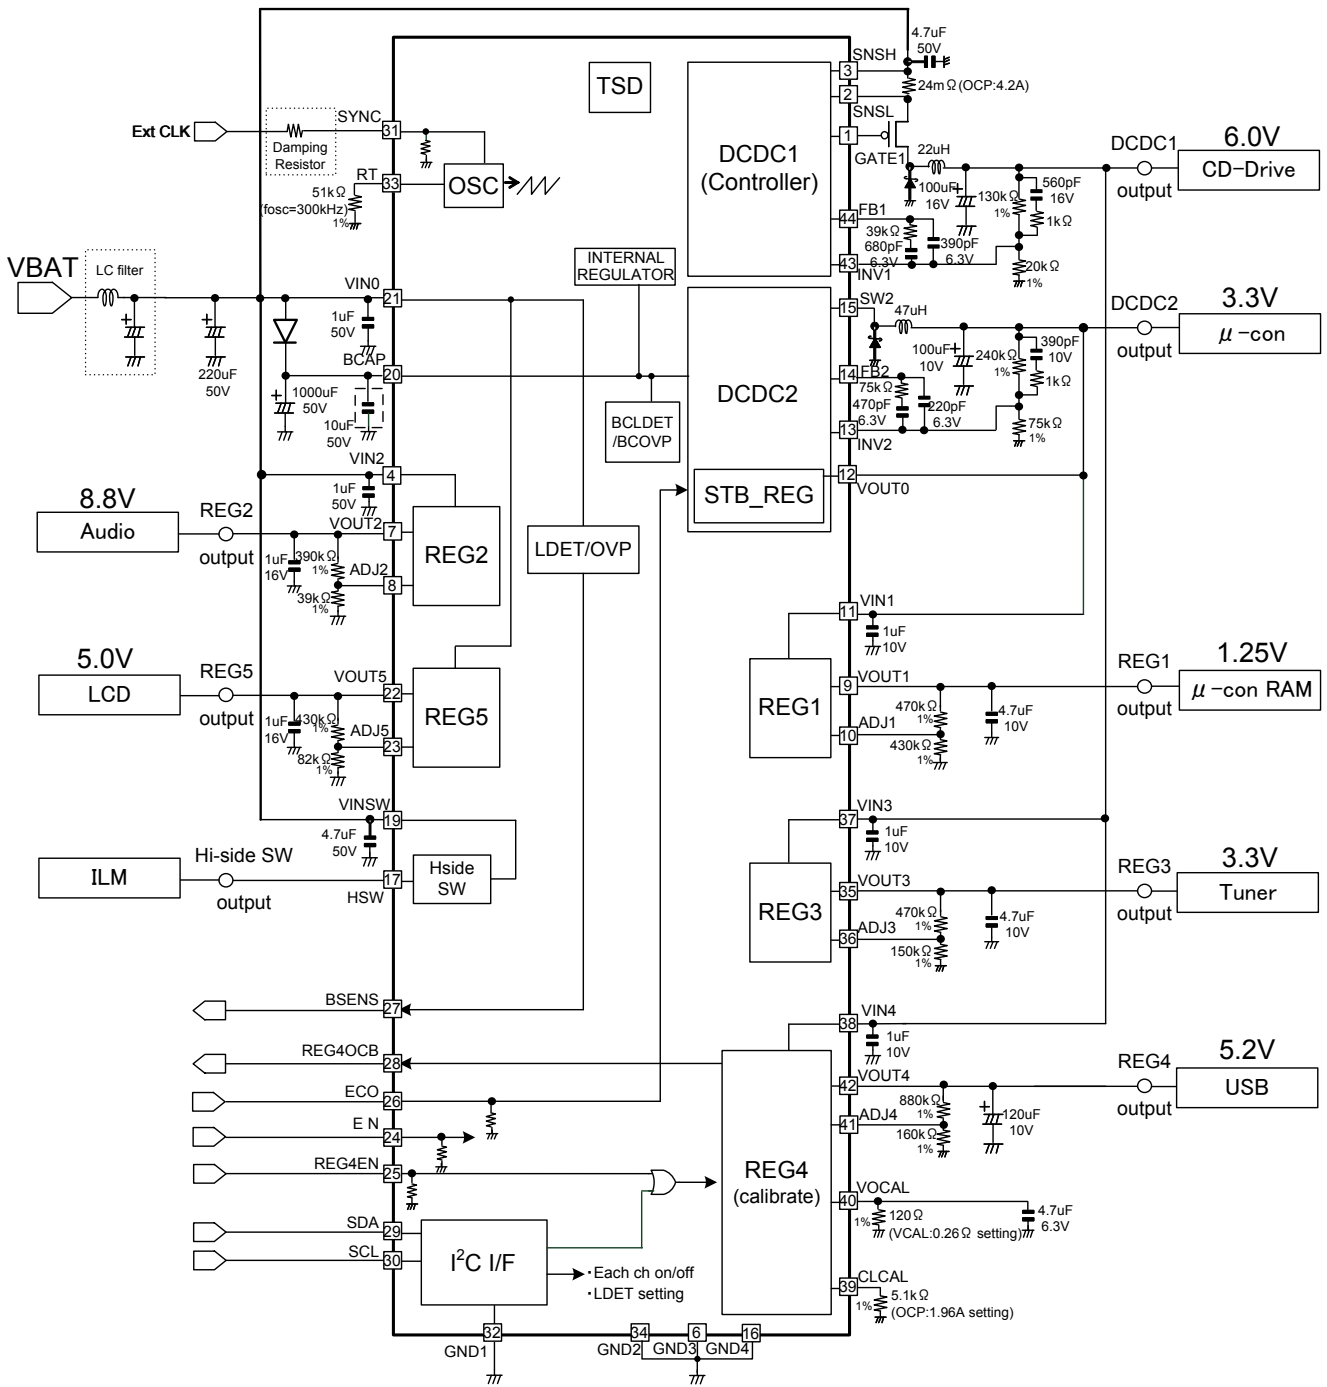 4.7uF
50V
SNSH
3
24mΩ(OCP:4.2A)
TSD
2
SNSL
1
GATE1
DCDC1
(Controller)
Ext CLK
SYNC
31
Damping
Resistor
RT
33
OSC
51kΩ
(fosc=300kHz)
1%
22uH
100uF
16V
130kΩ
1%
560pF
16V
1kΩ
DCDC1
output
6.0V
CD-Drive
FB1
44
39kΩ
680pF
6.3V
390pF
6.3V
43
INV1
20kΩ
1%
VBAT
LC filter
220uF
50V
VIN0
21
1uF
50V
INTERNAL
REGULATOR
SW2
15
47uH
100uF
10V
240kΩ
1%
390pF
10V
1kΩ
DCDC2
output
3.3V
μ-con
BCAP
20
1000uF
50V
10uF
50V
BCLDET
/BCOVP
DCDC2
14
FB2
75kΩ
470pF
6.3V
220pF
6.3V
13
INV2
75kΩ
1%
12
VOUT0
STB_REG
VIN2
4
1uF
50V
8.8V
Audio
REG2
output
VOUT2
7
1uF
16V
390kΩ
1%
ADJ2
8
39kΩ
1%
REG2
LDET/OVP
VIN1
11
1uF
10V
5.0V
LCD
REG5
output
VOUT5
22
1uF
16V
430kΩ
1%
ADJ5
23
82kΩ
1%
REG5
REG1
VOUT1
9
470kΩ
1%
4.7uF
10V
ADJ1
10
430kΩ
1%
REG1
output
1.25V
μ-con RAM
VINSW
19
4.7uF
50V
VIN3
37
1uF
10V
ILM
Hi-side SW
output
17
HSW
Hside
SW
REG3
VOUT3
35
470kΩ
1%
4.7uF
10V
ADJ3
36
150kΩ
1%
REG3
output
3.3V
Tuner
BSENS
27
VIN4
38
1uF
10V
REG4OCB
28
ECO
26
E N
24
REG4EN
25
VOUT4
42
880kΩ
1%
120uF
10V
ADJ4
41
160kΩ
1%
REG4
output
5.2V
USB
REG4
(calibrate)
VOCAL
40
1%
120Ω
(VCAL:0.26Ω setting)
4.7uF
6.3V
SDA
29
SCL
30
I²C I/F
・Each ch on/off
・LDET setting
CLCAL
39
1%
5.1kΩ
(OCP:1.96A setting)
32
GND1
34
GND2
6
GND3
16
GND4